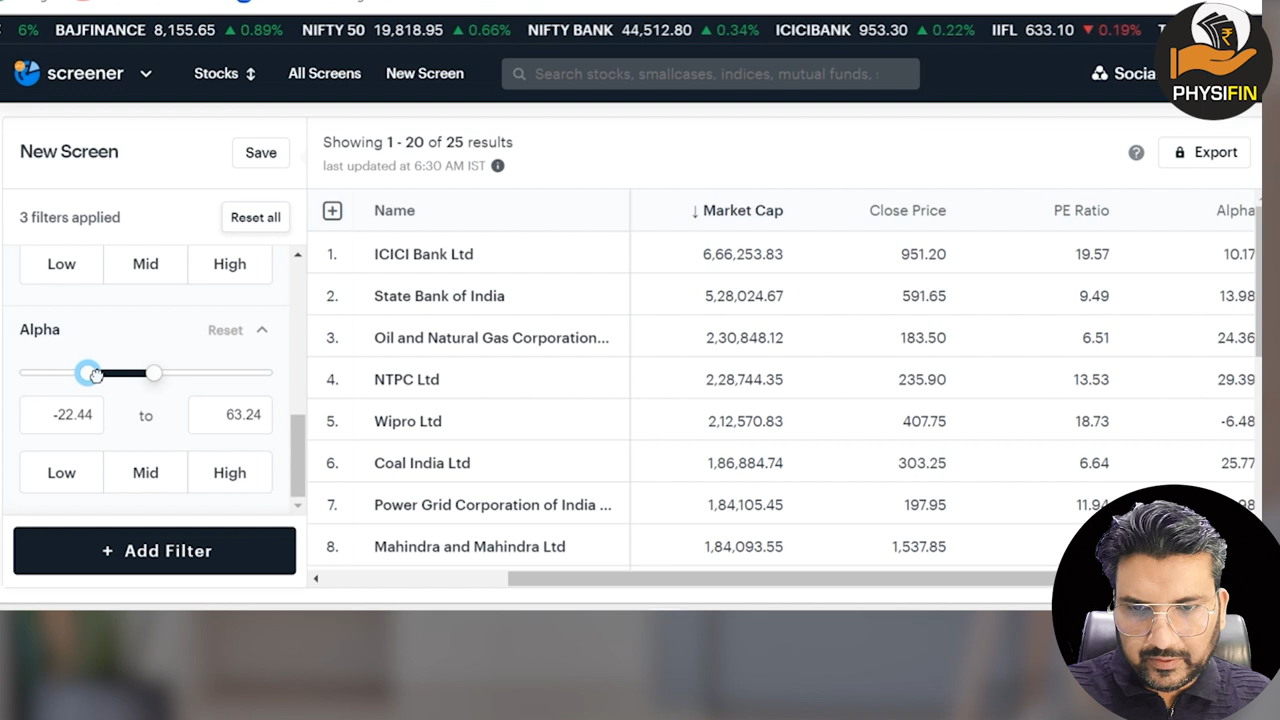 6% BAJFINANCE 8,155.65 ▲ 0.89% NIFTY 50 19,818.95 ▲ 0.66% NIFTY BANK 44,512.80 ▲ 0.34% ICICIBANK 953.30 ▲ 0.22% IIFL 633.10 ▼ 0.19%
screener Stocks All Screens New Screen Search stocks, smallcases, indices, mutual funds, Socia
₹
PHYSIFIN
New Screen Save
Showing 1 - 20 of 25 results
last updated at 6:30 AM IST
? Export
3 filters applied Reset all
Name ↓ Market Cap Close Price PE Ratio Alpha
Low Mid High
1. ICICI Bank Ltd 6,66,253.83 951.20 19.57 10.17
2. State Bank of India 5,28,024.67 591.65 9.49 13.98
Alpha Reset
3. Oil and Natural Gas Corporation... 2,30,848.12 183.50 6.51 24.36
4. NTPC Ltd 2,28,744.35 235.90 13.53 29.39
-22.44 to 63.24
5. Wipro Ltd 2,12,570.83 407.75 18.73 -6.48
Low Mid High
6. Coal India Ltd 1,86,884.74 303.25 6.64 25.77
7. Power Grid Corporation of India ... 1,84,105.45 197.95 11.94
8. Mahindra and Mahindra Ltd 1,84,093.55 1,537.85
+ Add Filter